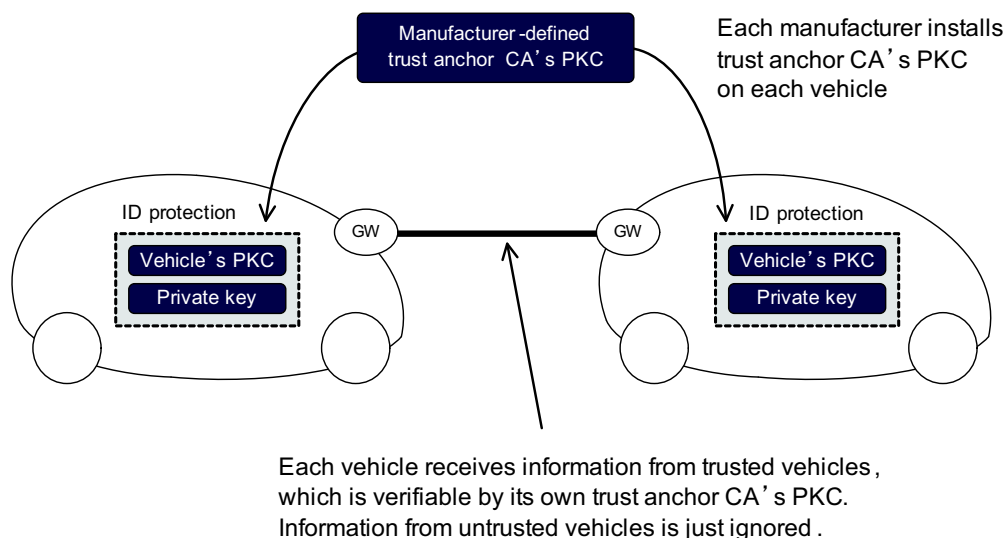 Manufacturer-defined
trust anchor CA's PKC
Each manufacturer installs
trust anchor CA's PKC
on each vehicle
ID protection
Vehicle's PKC
Private key
GW
GW
ID protection
Vehicle's PKC
Private key
Each vehicle receives information from trusted vehicles,
which is verifiable by its own trust anchor CA's PKC.
Information from untrusted vehicles is just ignored.